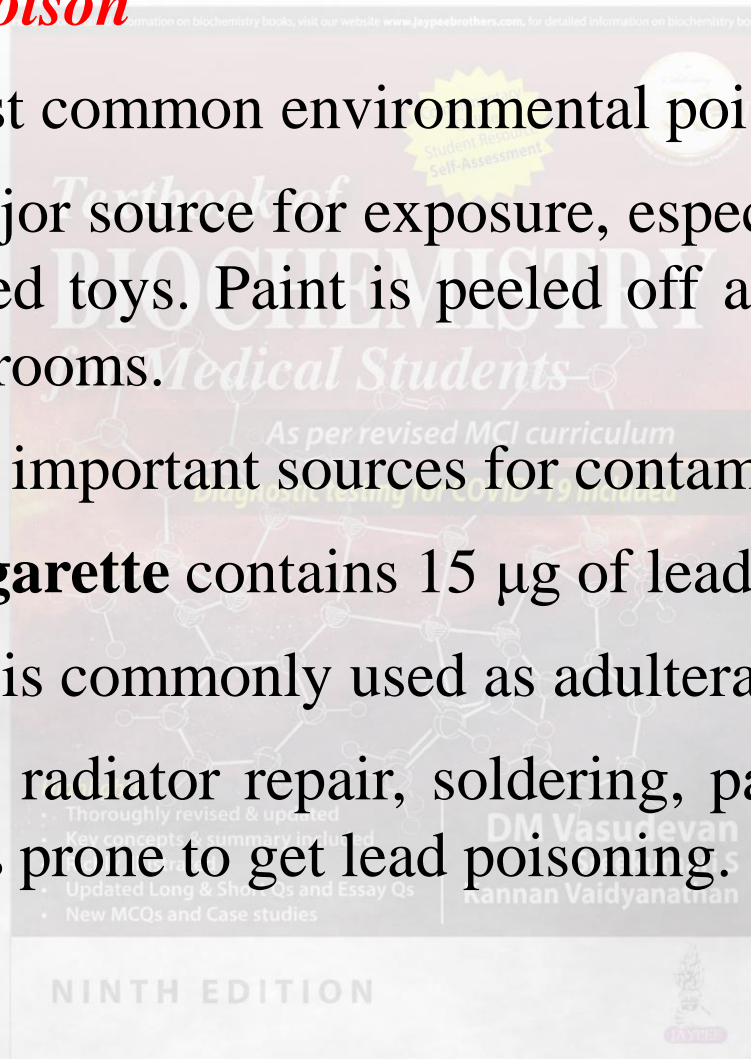 oison
ormation on biochemistry books, visit our website www.jaypeebrothers.com, for detailed information on biochemistry bo
st common environmental poi
Student Resource
Self-Assessment
Textbook of
jor source for exposure, espec
BIOCHEMISTRY
ed toys. Paint is peeled off a
for Medical Students
rooms.
As per revised MCI curriculum
important sources for contam
Diagnostic testing for COVID-19 included
garette contains 15 μg of lead
is commonly used as adultera
radiator repair, soldering, pa
• Thoroughly revised & updated
• Key concepts & summary included
DM Vasudevan
s prone to get lead poisoning.
• Updated Long & Short Qs and Essay Qs
Kannan Vaidyanathan
• New MCQs and Case studies
NINTH EDITION
JAYPEE